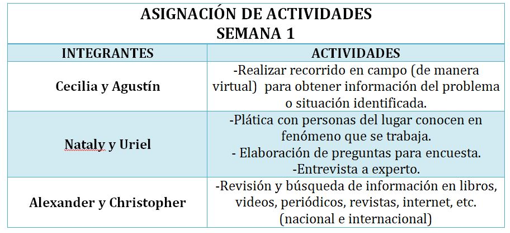 ASIGNACIÓN DE ACTIVIDADES
SEMANA 1
INTEGRANTES
ACTIVIDADES
Cecilia y Agustín
-Realizar recorrido en campo (de manera
virtual) para obtener información del problema
o situación identificada.
Nataly y Uriel
-Plática con personas del lugar conocen en
fenómeno que se trabaja.
- Elaboración de preguntas para encuesta.
-Entrevista a experto.
Alexander y Christopher
-Revisión y búsqueda de información en libros,
videos, periódicos, revistas, internet, etc.
(nacional e internacional)